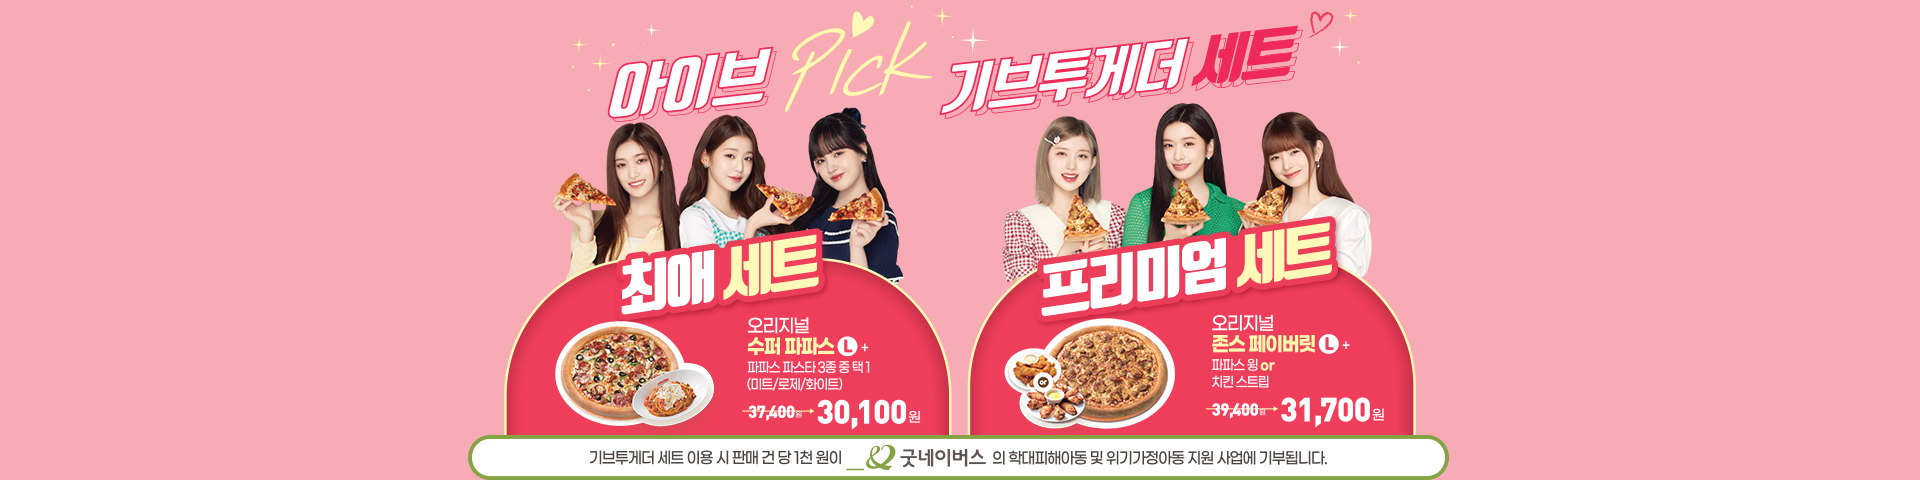 아이브 Pick 기브투게더 세트
최애 세트
오리지널
수퍼 파파스 L +
파파스 파스타 3종 중 택 1
(미트/로제/화이트)
37,400원 → 30,100원
프리미엄 세트
or
오리지널
존스 페이버릿 L +
파파스 윙 or
치킨 스트립
39,400원 → 31,700원
기브투게더 세트 이용 시 판매 건 당 1천 원이 굿네이버스 의 학대피해아동 및 위기가정아동 지원 사업에 기부됩니다.